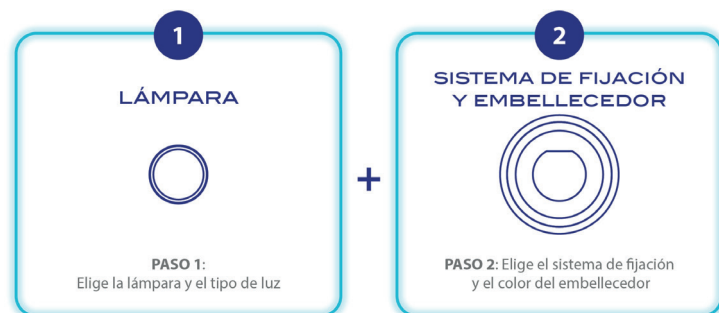 1
LÁMPARA
PASO 1:
Elige la lámpara y el tipo de luz
+
2
SISTEMA DE FIJACIÓN
Y EMBELLECEDOR
PASO 2: Elige el sistema de fijación
y el color del embellecedor